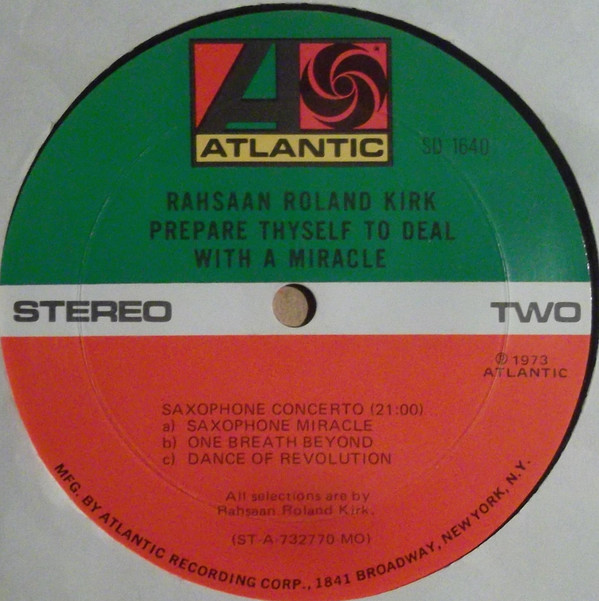 ATLANTIC
SD 1640
RAHSAAN ROLAND KIRK
PREPARE THYSELF TO DEAL
WITH A MIRACLE
STEREO
TWO
Ⓟ 1973
ATLANTIC
SAXOPHONE CONCERTO (21:00)
a) SAXOPHONE MIRACLE
b) ONE BREATH BEYOND
c) DANCE OF REVOLUTION
All selections are by
Rahsaan Roland Kirk.
(ST-A-732770-MO)
MFG. BY ATLANTIC RECORDING CORP., 1841 BROADWAY, NEW YORK, N.Y.